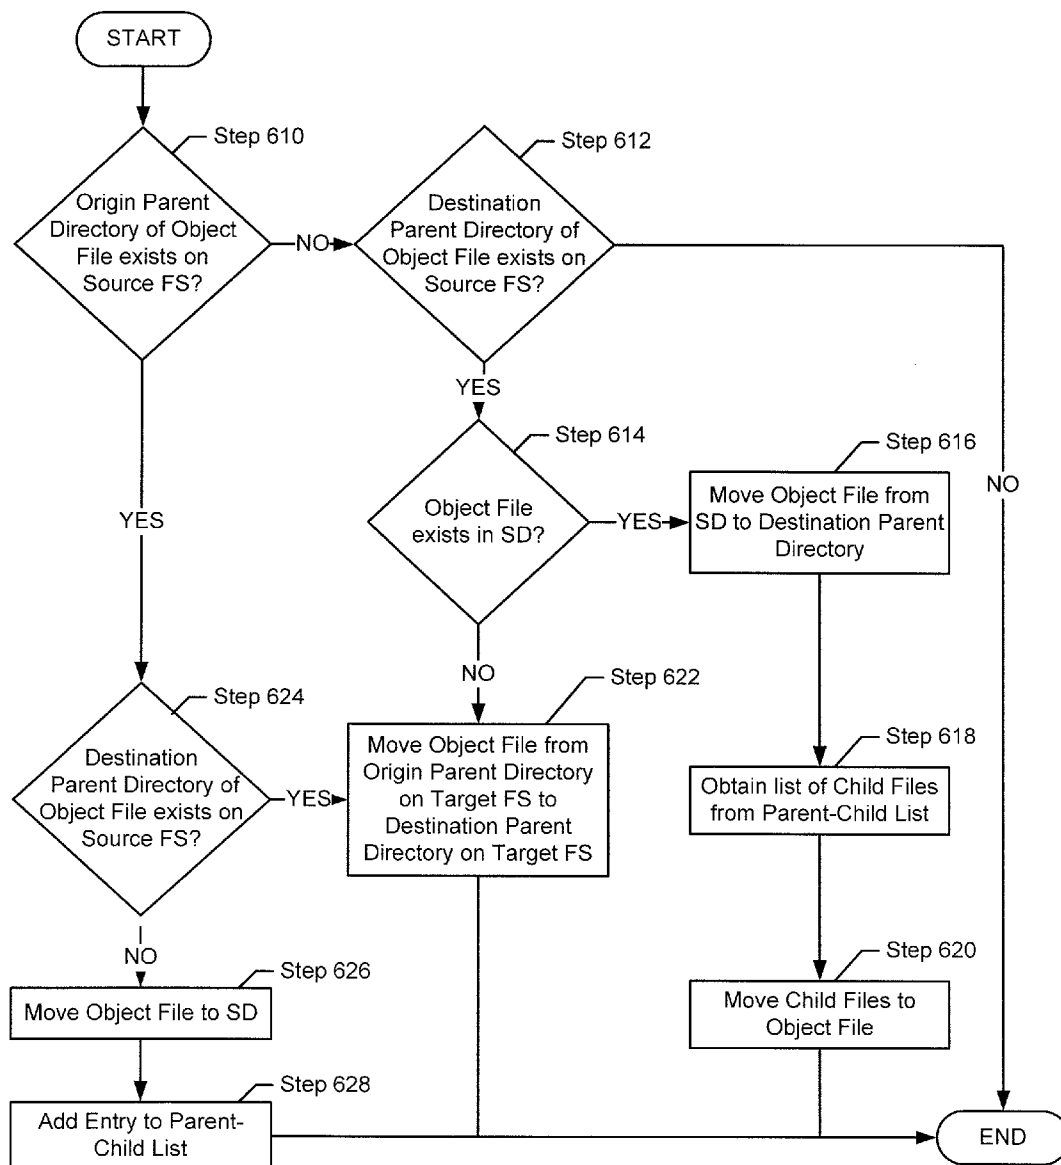 START
Step 610
Origin Parent
Directory of Object
File exists on
Source FS?
NO
Step 612
Destination
Parent Directory of
Object File exists on
Source FS?
NO
YES
YES
Step 614
Object File
exists in SD?
YES
Step 616
Move Object File from
SD to Destination Parent
Directory
NO
Step 618
Obtain list of Child Files
from Parent-Child List
Step 620
Move Child Files to
Object File
Step 622
Move Object File from
Origin Parent Directory
on Target FS to
Destination Parent
Directory on Target FS
Step 624
Destination
Parent Directory of
Object File exists on
Source FS?
YES
NO
Step 626
Move Object File to SD
Step 628
Add Entry to Parent-
Child List
END